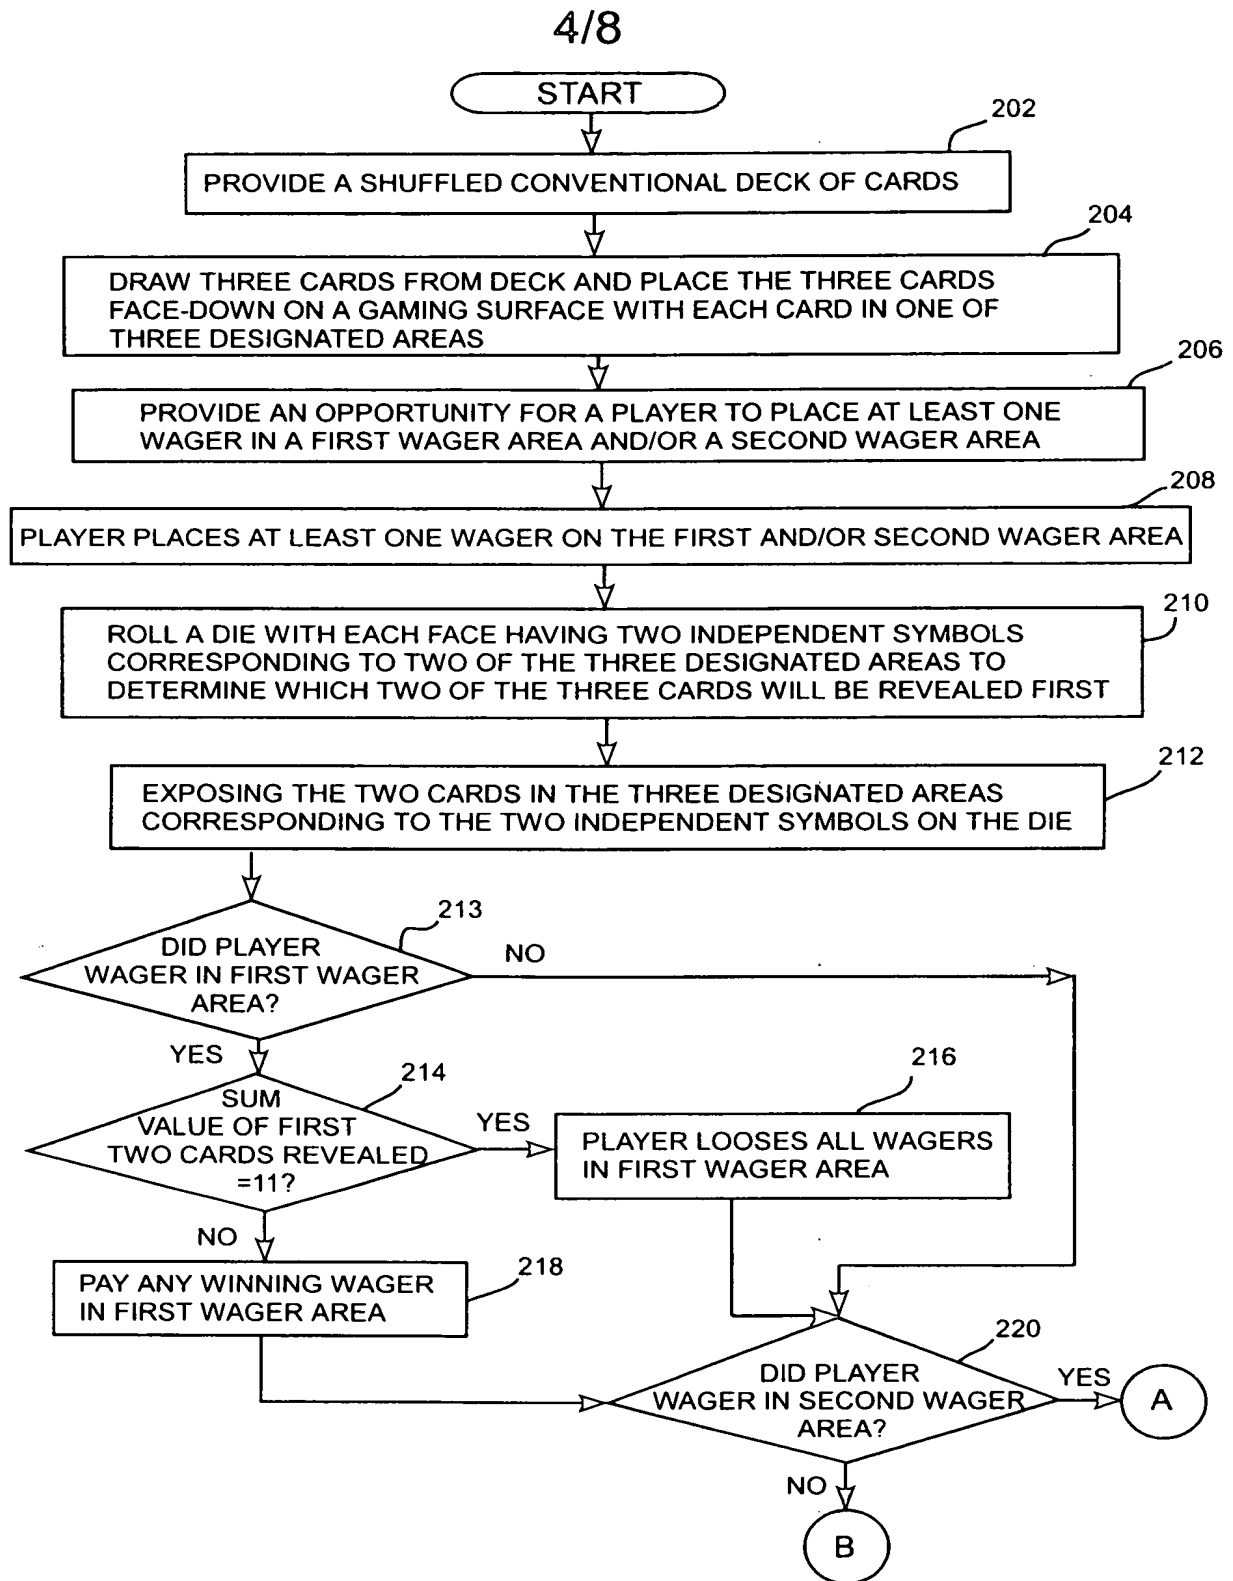 4/8
START
202
PROVIDE A SHUFFLED CONVENTIONAL DECK OF CARDS
204
DRAW THREE CARDS FROM DECK AND PLACE THE THREE CARDS
FACE-DOWN ON A GAMING SURFACE WITH EACH CARD IN ONE OF
THREE DESIGNATED AREAS
206
PROVIDE AN OPPORTUNITY FOR A PLAYER TO PLACE AT LEAST ONE
WAGER IN A FIRST WAGER AREA AND/OR A SECOND WAGER AREA
208
PLAYER PLACES AT LEAST ONE WAGER ON THE FIRST AND/OR SECOND WAGER AREA
210
ROLL A DIE WITH EACH FACE HAVING TWO INDEPENDENT SYMBOLS
CORRESPONDING TO TWO OF THE THREE DESIGNATED AREAS TO
DETERMINE WHICH TWO OF THE THREE CARDS WILL BE REVEALED FIRST
212
EXPOSING THE TWO CARDS IN THE THREE DESIGNATED AREAS
CORRESPONDING TO THE TWO INDEPENDENT SYMBOLS ON THE DIE
213
DID PLAYER
WAGER IN FIRST WAGER
AREA?
NO
YES
214
SUM
VALUE OF FIRST
TWO CARDS REVEALED
=11?
YES
216
PLAYER LOOSES ALL WAGERS
IN FIRST WAGER AREA
NO
218
PAY ANY WINNING WAGER
IN FIRST WAGER AREA
220
DID PLAYER
WAGER IN SECOND WAGER
AREA?
YES
A
NO
B